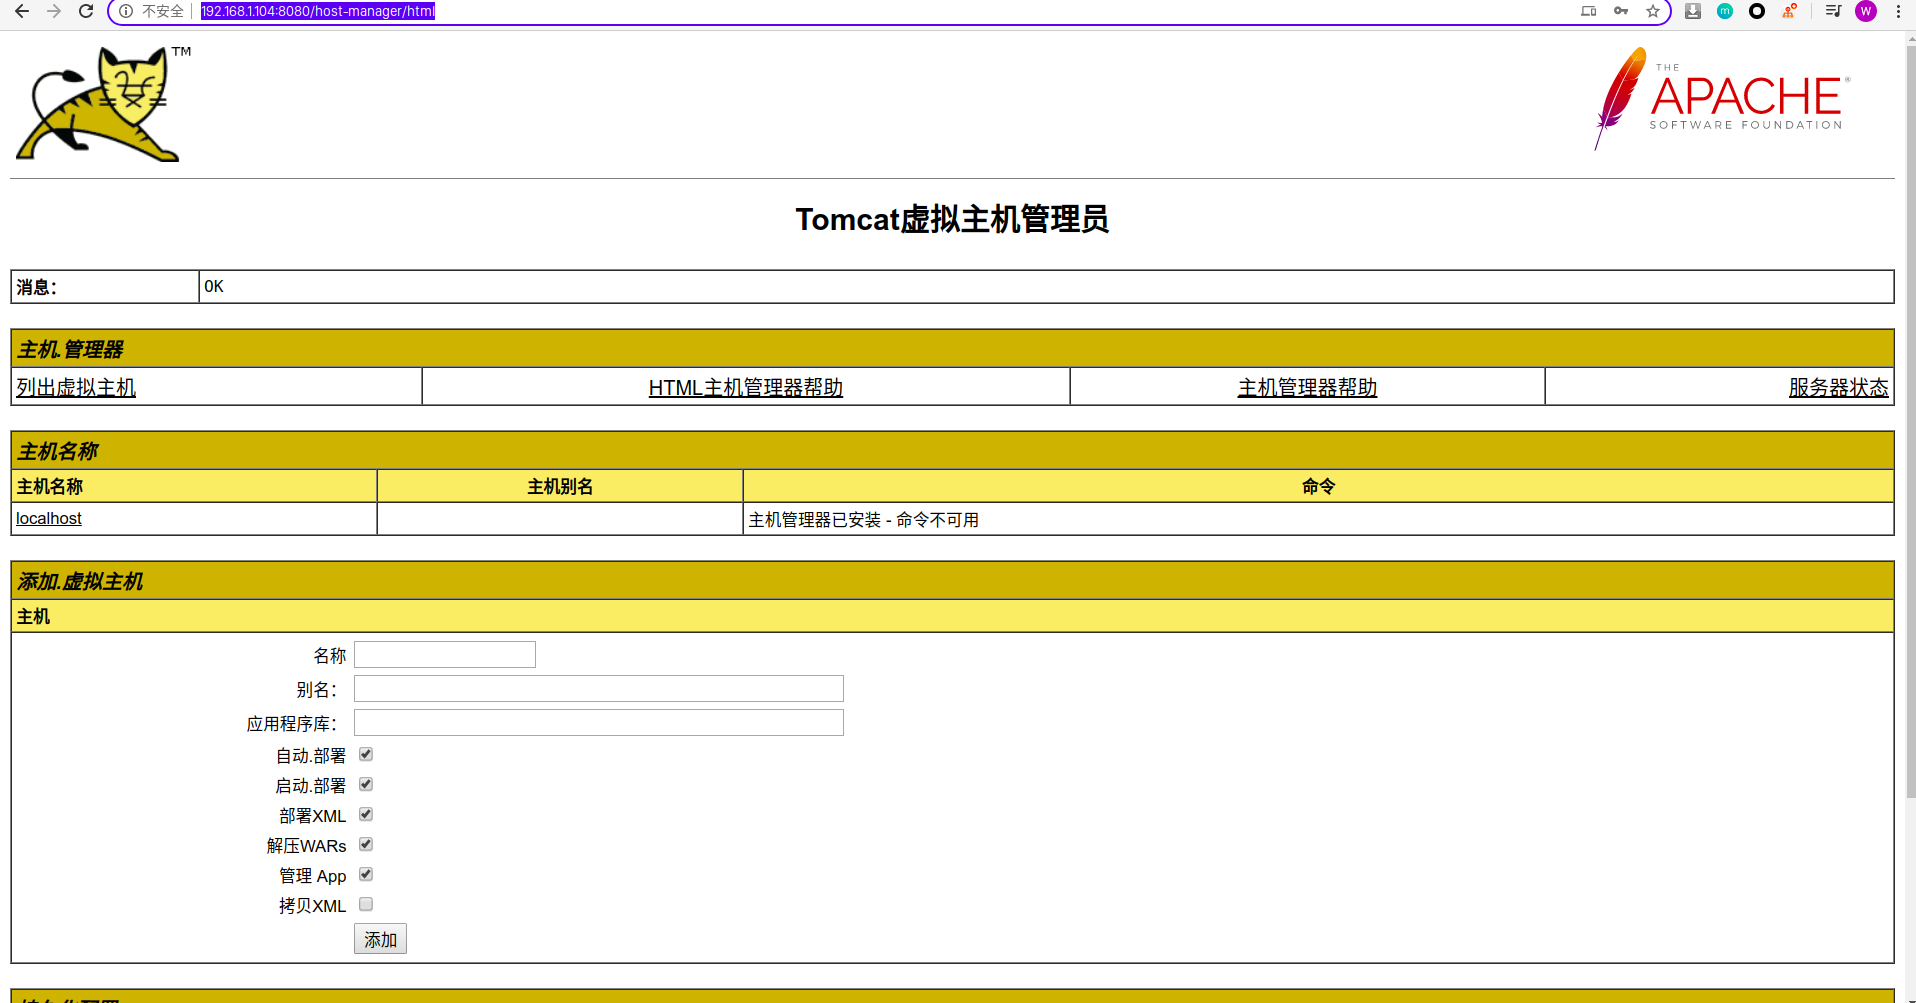 不安全 192.168.1.104:8080/host-manager/html
m
W
TM
THE
APACHE®
SOFTWARE FOUNDATION
Tomcat虚拟主机管理员
消息： OK
主机.管理器
列出虚拟主机 HTML主机管理器帮助 主机管理器帮助 服务器状态
主机名称
主机名称 主机别名 命令
localhost 主机管理器已安装 - 命令不可用
添加.虚拟主机
主机
名称
别名：
应用程序库：
自动.部署
启动.部署
部署XML
解压WARs
管理 App
拷贝XML
添加